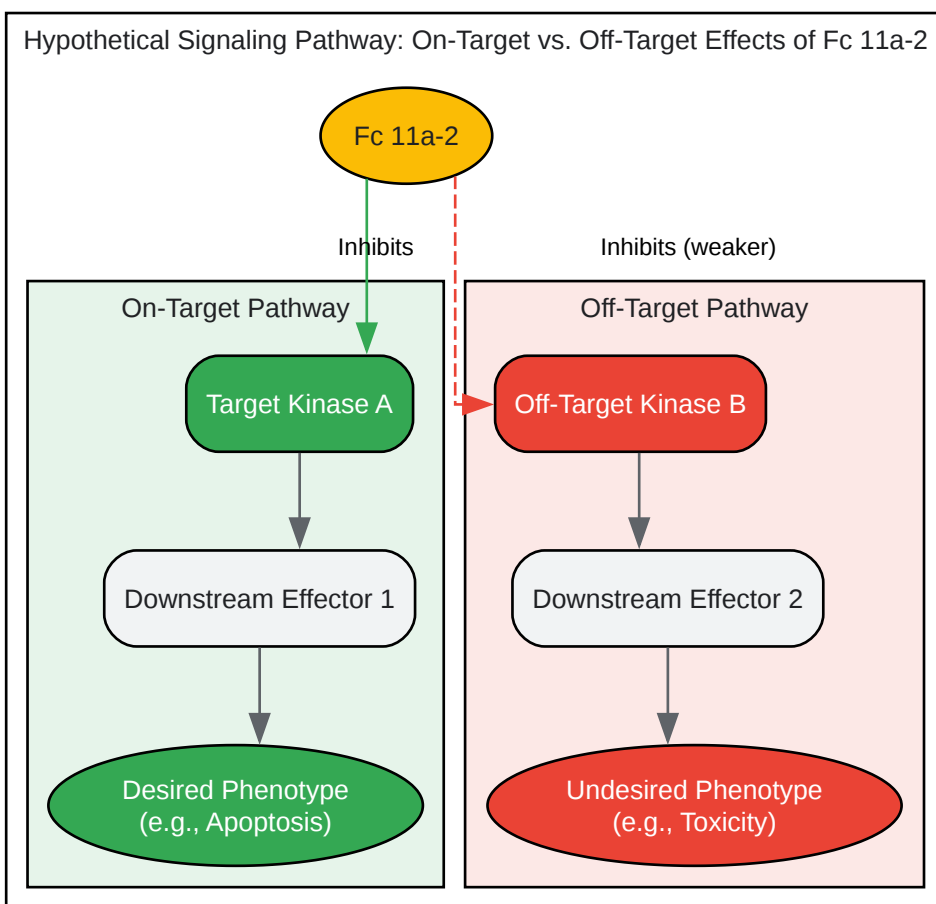 Hypothetical Signaling Pathway: On-Target vs. Off-Target Effects of Fc 11a-2
Fc 11a-2
Inhibits
Inhibits (weaker)
On-Target Pathway
Off-Target Pathway
Target Kinase A
Off-Target Kinase B
Downstream Effector 1
Downstream Effector 2
Desired Phenotype
(e.g., Apoptosis)
Undesired Phenotype
(e.g., Toxicity)